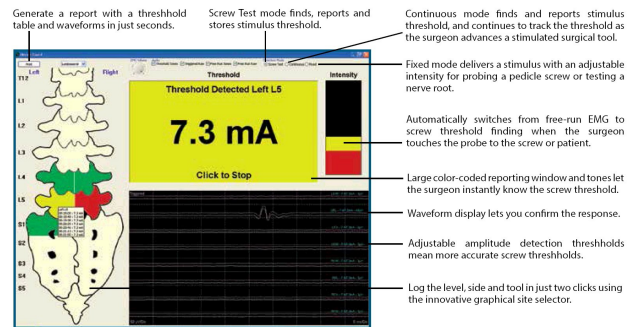 Generate a report with a threshhold
table and waveforms in just seconds.
Screw Test mode finds, reports and
stores stimulus threshold.
Continuous mode finds and reports stimulus
threshold, and continues to track the threshold as
the surgeon advances a stimulated surgical tool.
Fixed mode delivers a stimulus with an adjustable
intensity for probing a pedicle screw or testing a
nerve root.
Automatically switches from free-run EMG to
screw threshold finding when the surgeon
touches the probe to the screw or patient.
Large color-coded reporting window and tones let
the surgeon instantly know the screw threshold.
Waveform display lets you confirm the response.
Adjustable amplitude detection threshholds
mean more accurate screw threshholds.
Log the level, side and tool in just two clicks using
the innovative graphical site selector.
Left
Right
Threshold
Intensity
Threshold Detected Left L5
7.3 mA
Click to Stop
T12
L1
L2
L3
L4
L5
S1
S2
S3
S4
S5